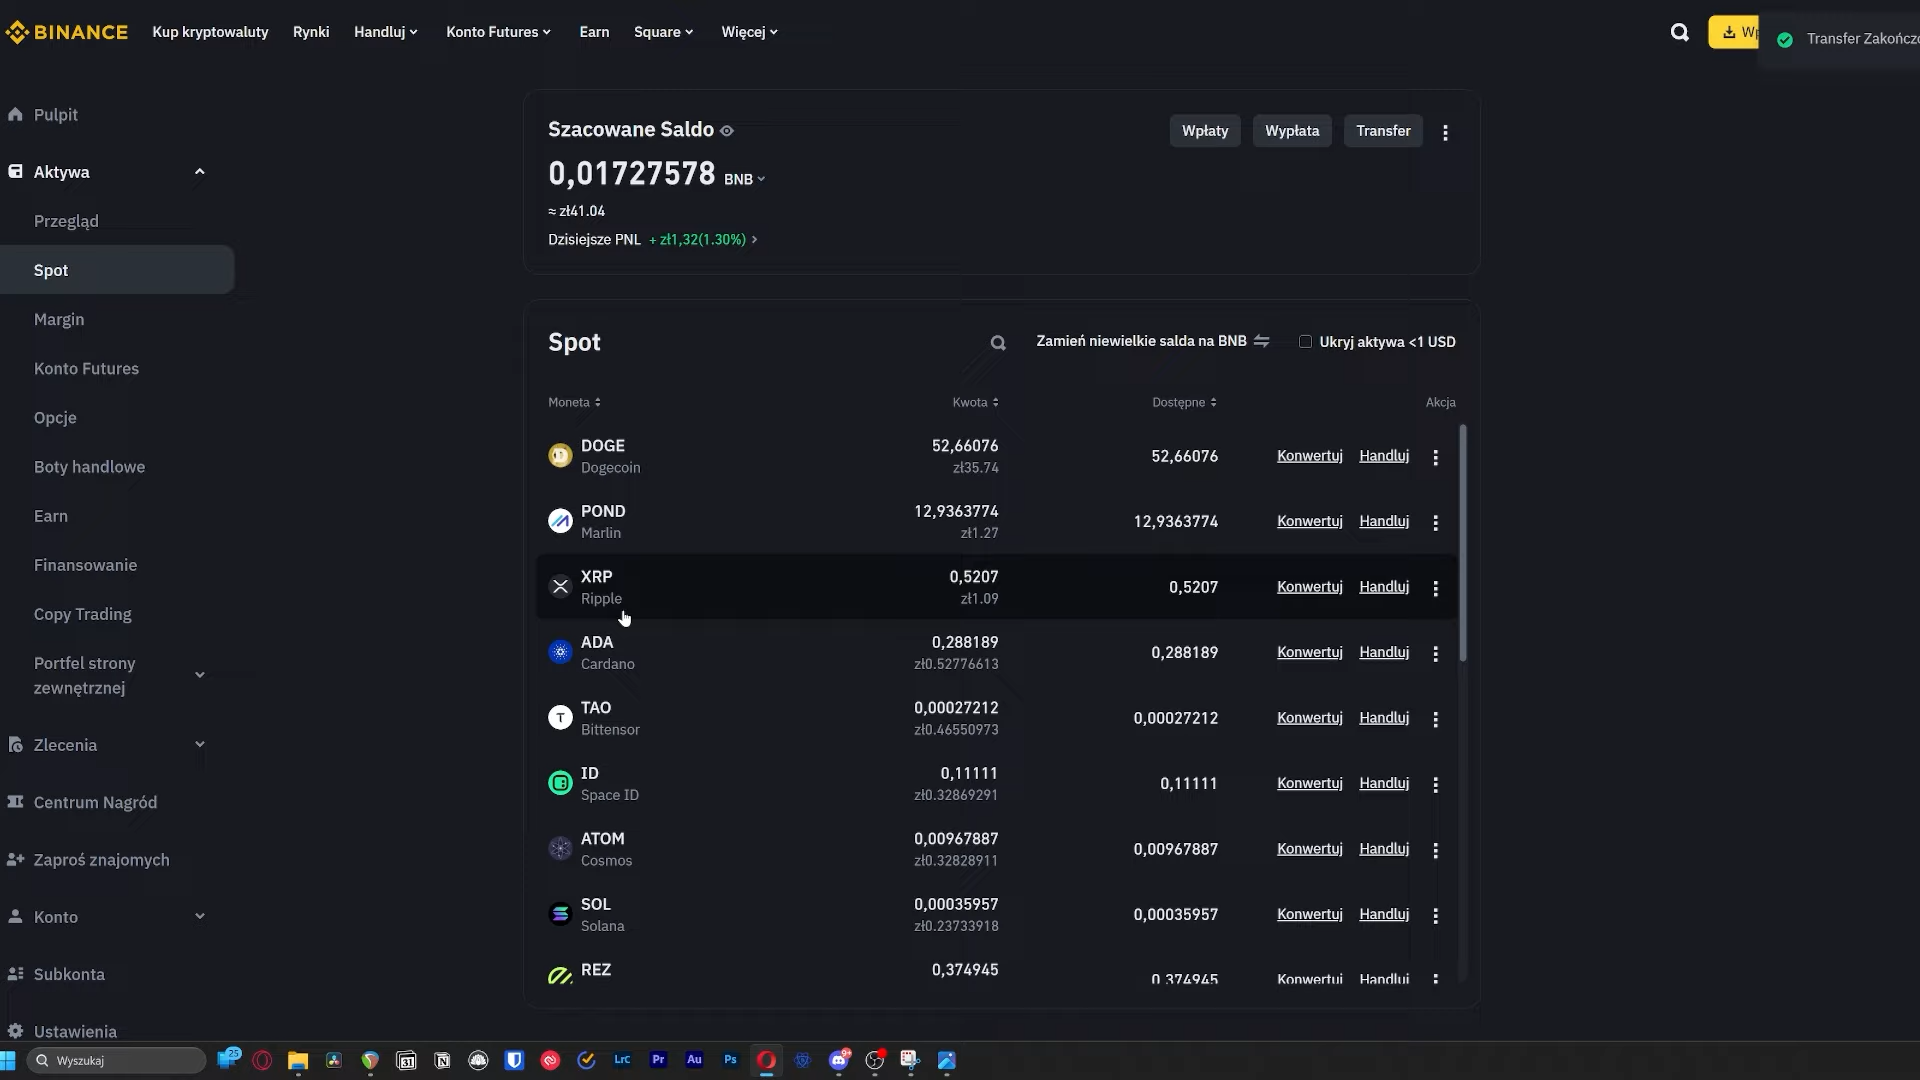 BINANCE Kup kryptowaluty Rynki Handluj Konto Futures Earn Square Więcej
Transfer
Pulpit
Aktywa
Przegląd
Spot
Margin
Konto Futures
Opcje
Boty handlowe
Earn
Finansowanie
Copy Trading
Portfel strony
zewnętrznej
Zlecenia
Centrum Nagród
Zaproś znajomych
Konto
Subkonta
Ustawienia
Szacowane Saldo
Wpłaty Wypłata Transfer
0,01727578 BNB
≈ zł41.04
Dzisiejsze PNL + zł1,32(1.30%)
Spot
Zamień niewielkie salda na BNB Ukryj aktywa <1 USD
Moneta Kwota Dostępne Akcja
DOGE 52,66076
Dogecoin zł35.74
52,66076 Konwertuj Handluj
POND 12,9363774
Marlin zł1.27
12,9363774 Konwertuj Handluj
XRP 0,5207
Ripple zł1.09
0,5207 Konwertuj Handluj
ADA 0,288189
Cardano zł0.52776613
0,288189 Konwertuj Handluj
TAO 0,00027212
Bittensor zł0.46550973
0,00027212 Konwertuj Handluj
ID 0,11111
Space ID zł0.32869291
0,11111 Konwertuj Handluj
ATOM 0,00967887
Cosmos zł0.32828911
0,00967887 Konwertuj Handluj
SOL 0,00035957
Solana zł0.23733918
0,00035957 Konwertuj Handluj
REZ 0,374945
0,374945 Konwertuj Handluj
Wyszukaj
25
31
LrC
Pr
Au
Ps